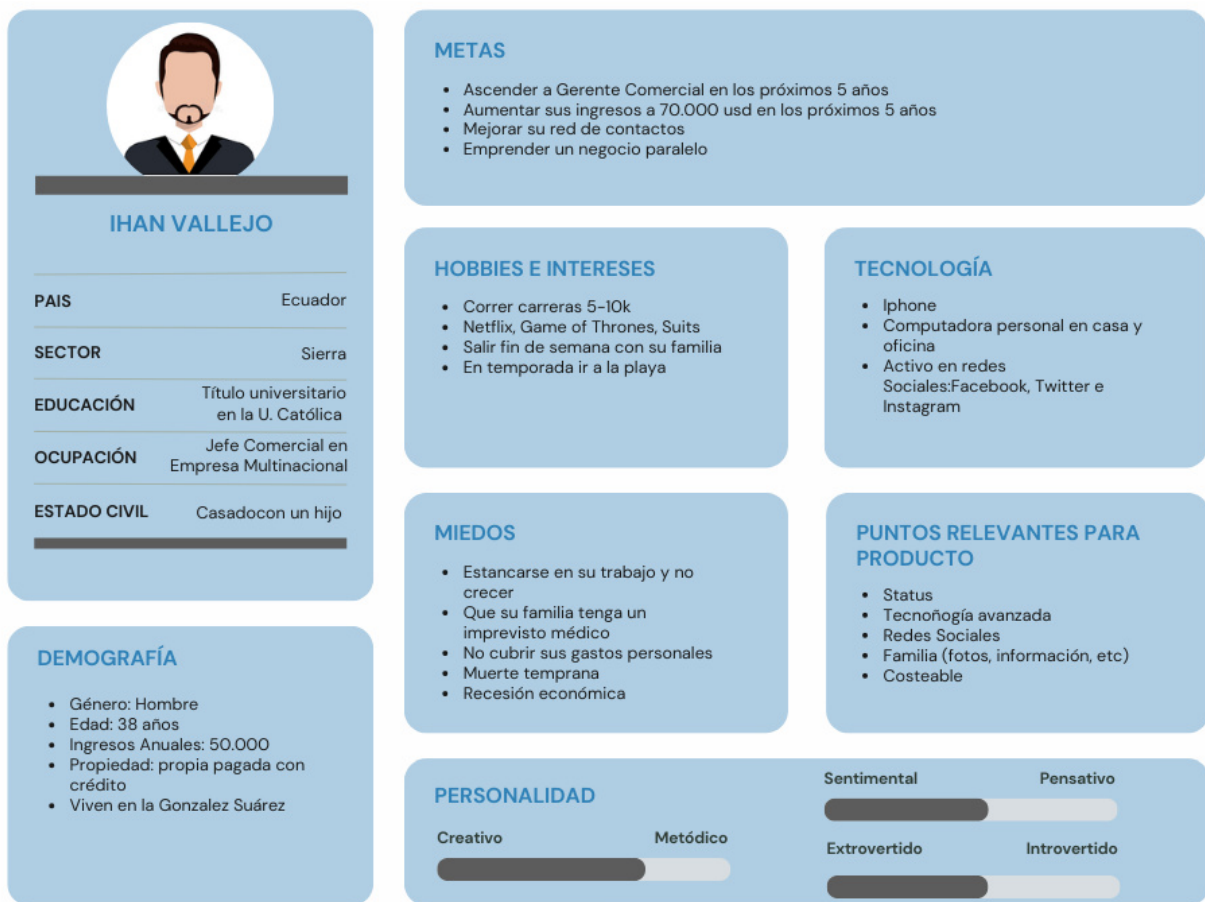 IHAN VALLEJO
PAIS Ecuador
SECTOR Sierra
EDUCACIÓN Título universitario
en la U. Católica
OCUPACIÓN Jefe Comercial en
Empresa Multinacional
ESTADO CIVIL Casadocon un hijo
DEMOGRAFÍA
• Género: Hombre
• Edad: 38 años
• Ingresos Anuales: 50.000
• Propiedad: propia pagada con
crédito
• Viven en la Gonzalez Suárez
METAS
• Ascender a Gerente Comercial en los próximos 5 años
• Aumentar sus ingresos a 70.000 usd en los próximos 5 años
• Mejorar su red de contactos
• Emprender un negocio paralelo
HOBBIES E INTERESES
• Correr carreras 5-10k
• Netflix, Game of Thrones, Suits
• Salir fin de semana con su familia
• En temporada ir a la playa
TECNOLOGÍA
• Iphone
• Computadora personal en casa y
oficina
• Activo en redes
Sociales:Facebook, Twitter e
Instagram
MIEDOS
• Estancarse en su trabajo y no
crecer
• Que su familia tenga un
imprevisto médico
• No cubrir sus gastos personales
• Muerte temprana
• Recesión económica
PUNTOS RELEVANTES PARA
PRODUCTO
• Status
• Tecnoñogía avanzada
• Redes Sociales
• Familia (fotos, información, etc)
• Costeable
PERSONALIDAD
Creativo Metódico
Sentimental Pensativo
Extrovertido Introvertido